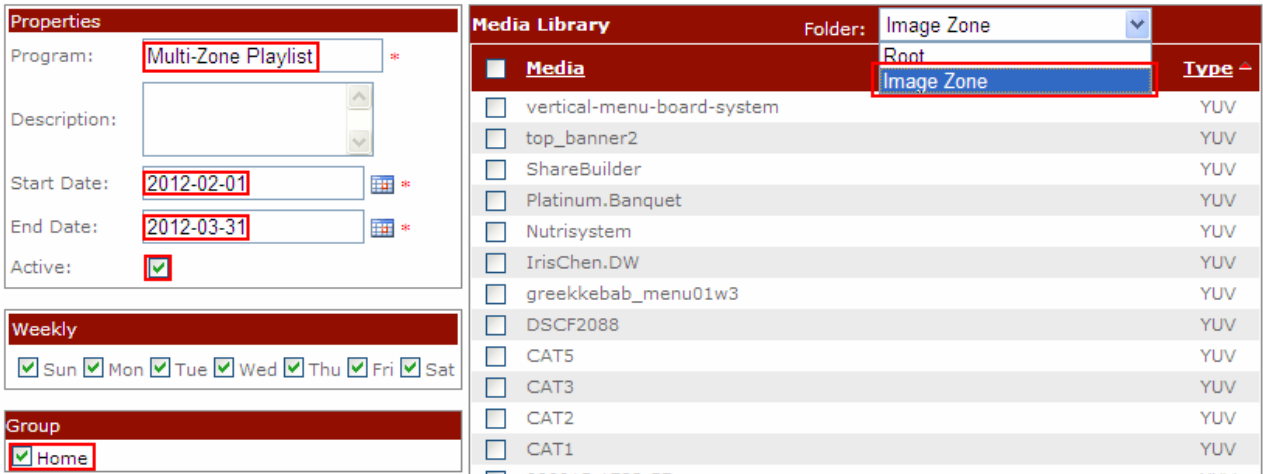 Properties
Program: Multi-Zone Playlist *
Description:
Start Date: 2012-02-01 *
End Date: 2012-03-31 *
Active:
Weekly
Sun Mon Tue Wed Thu Fri Sat
Group
Home
Media Library Folder: Image Zone
Root
Image Zone
Media Type
vertical-menu-board-system YUV
top_banner2 YUV
ShareBuilder YUV
Platinum.Banquet YUV
Nutrisystem YUV
IrisChen.DW YUV
greekkebab_menu01w3 YUV
DSCF2088 YUV
CAT5 YUV
CAT3 YUV
CAT2 YUV
CAT1 YUV